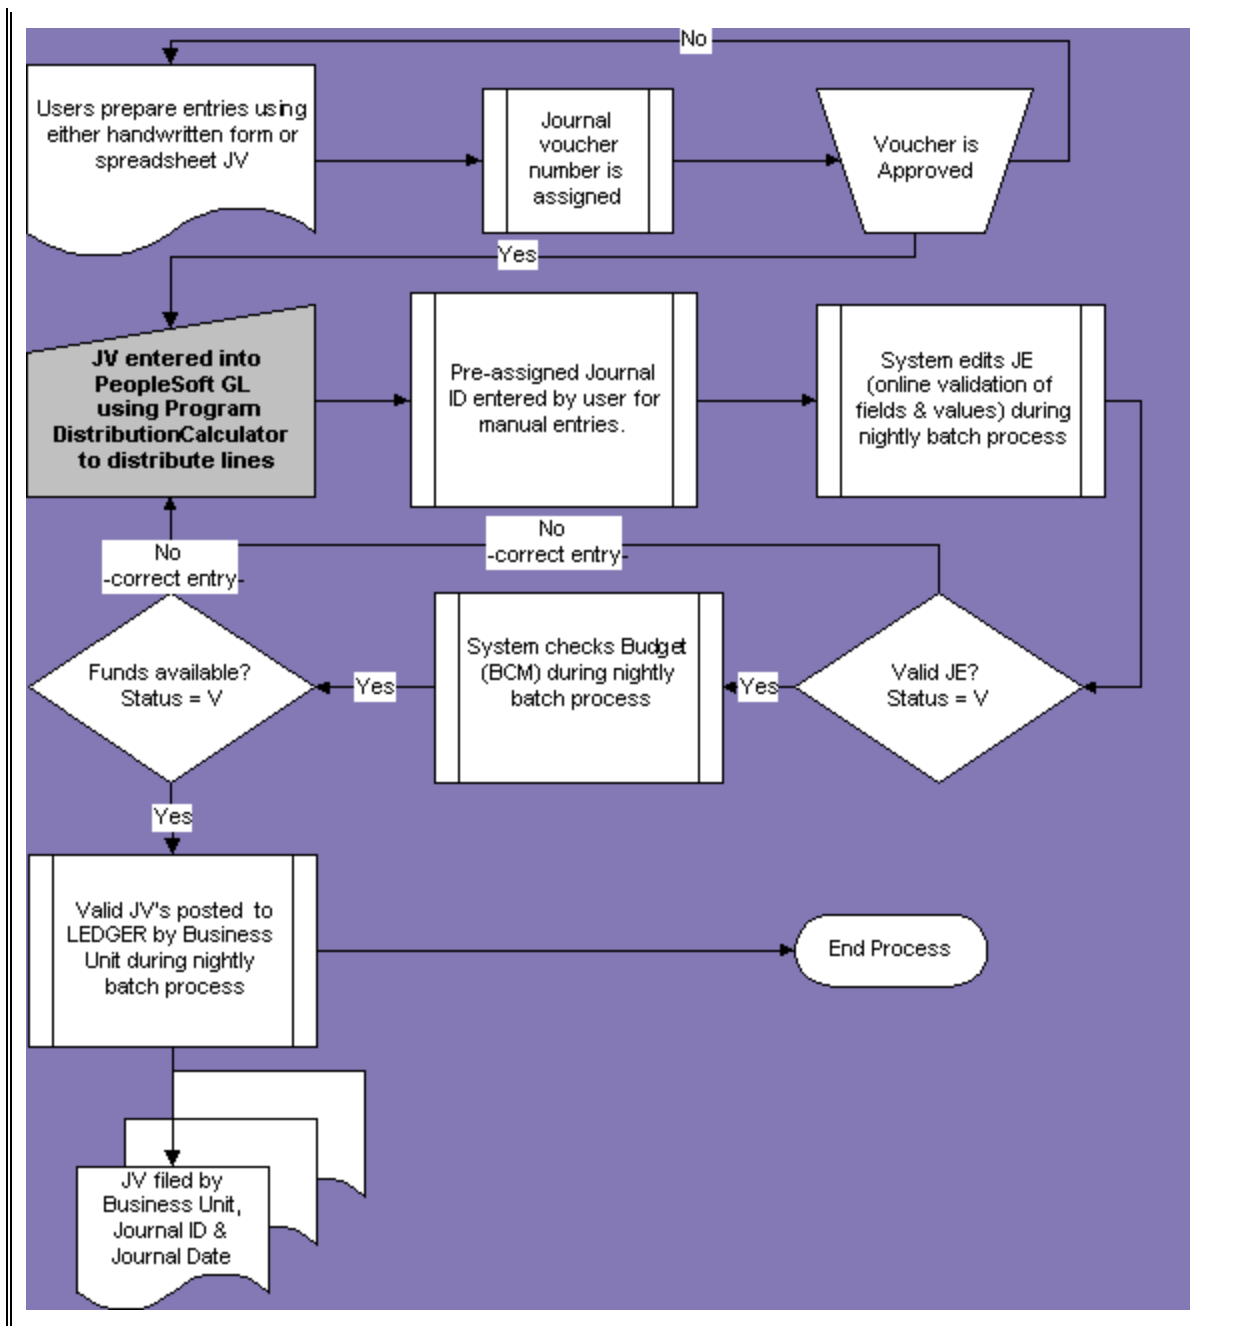 No
Users prepare entries using
either handwritten form or
spreadsheet JV
Journal
voucher
number is
assigned
Voucher is
Approved
Yes
JV entered into
PeopleSoft GL
using Program
DistributionCalculator
to distribute lines
Pre-assigned Journal
ID entered by user for
manual entries.
System edits JE
(online validation of
fields & values) during
nightly batch process
No
-correct entry-
No
-correct entry-
Funds available?
Status = V
Yes
System checks Budget
(BCM) during nightly
batch process
Yes
Valid JE?
Status = V
Yes
Valid JV's posted to
LEDGER by Business
Unit during nightly
batch process
End Process
JV filed by
Business Unit,
Journal ID &
Journal Date